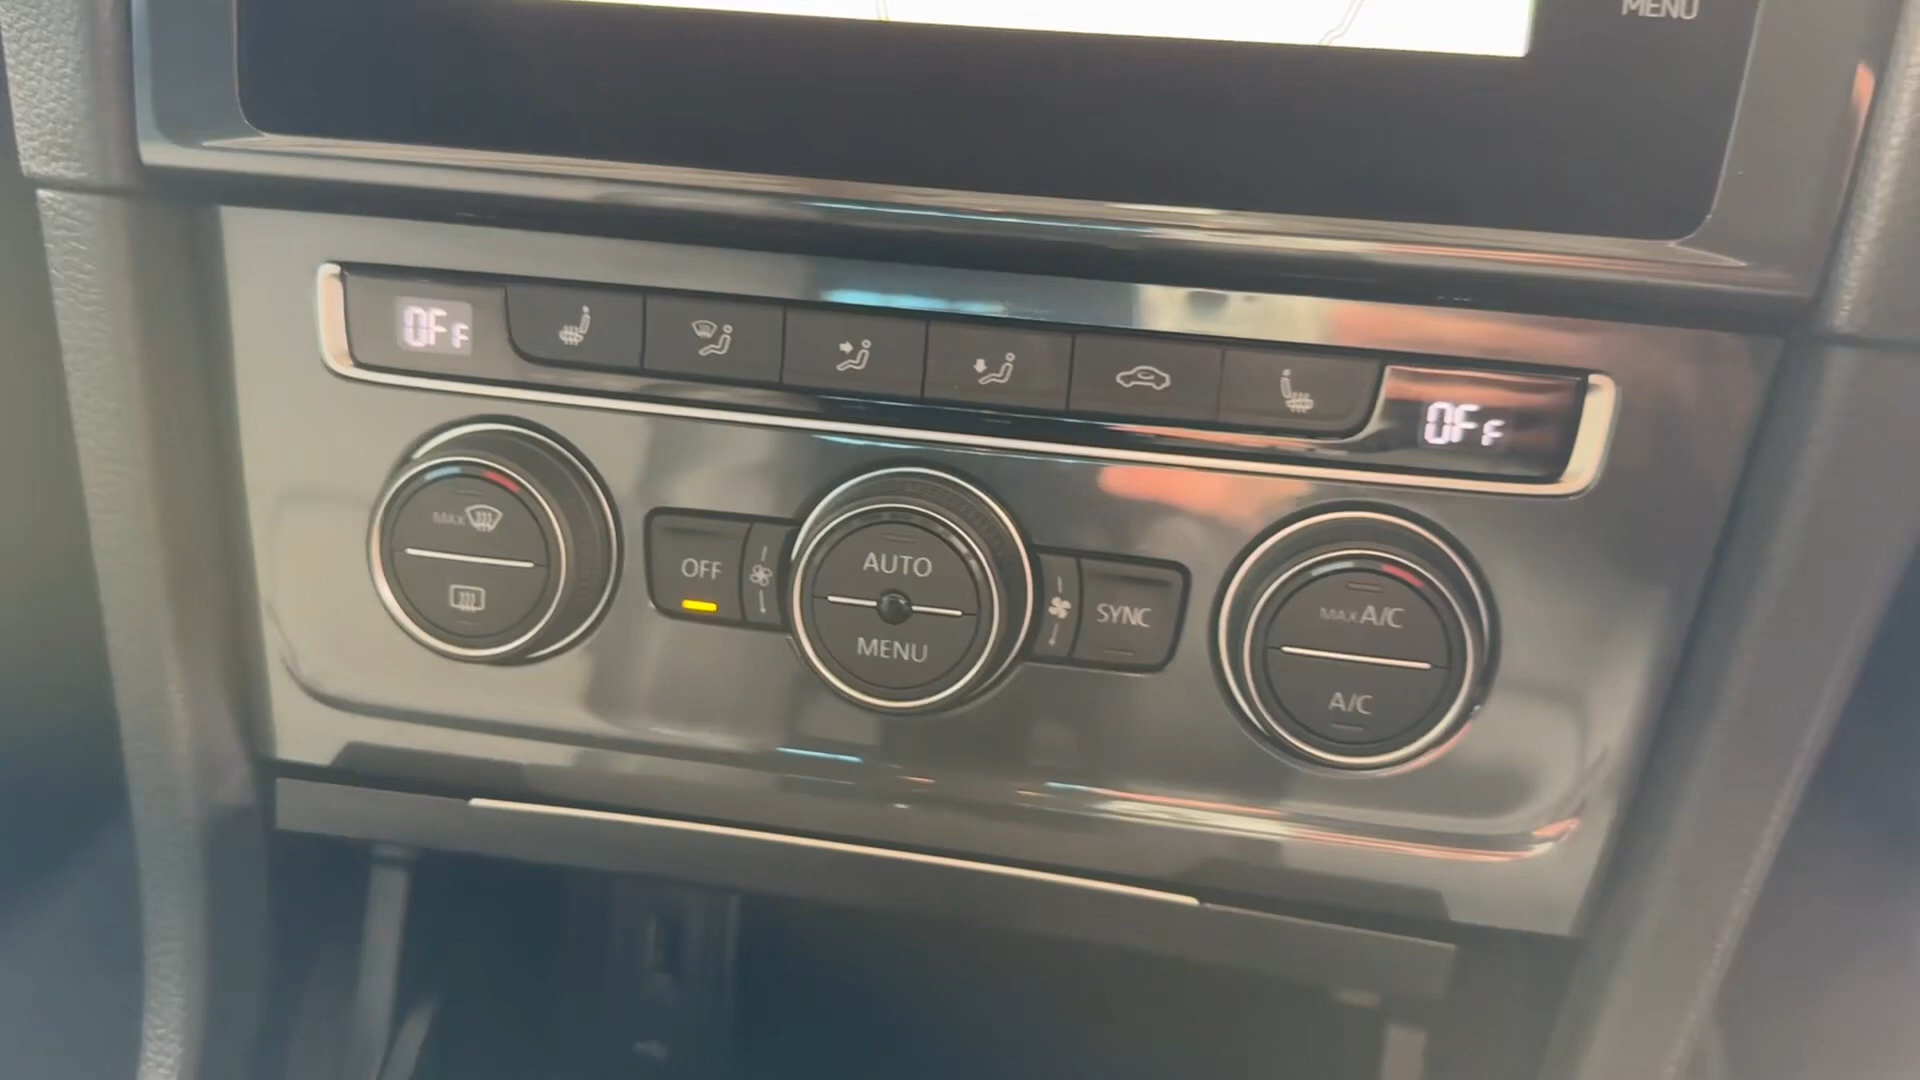 MENU
OFF
OFF
MAX
OFF
AUTO
MENU
SYNC
MAX A/C
A/C